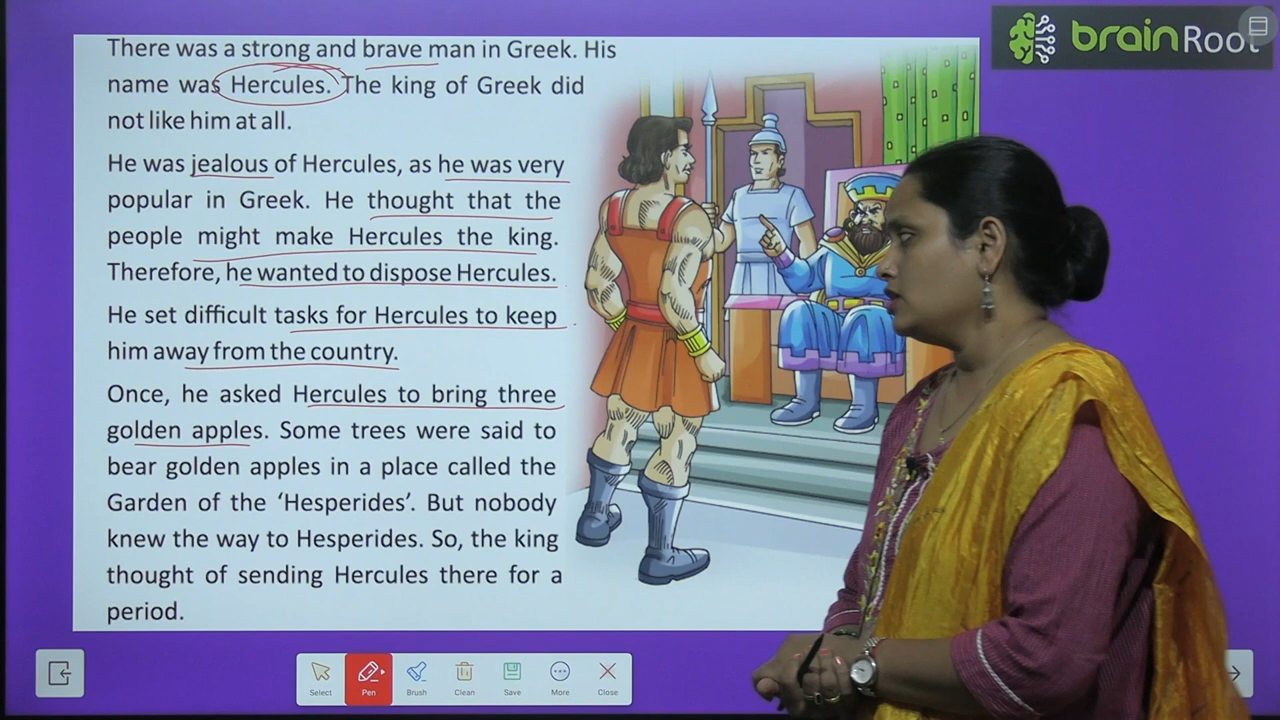 There was a strong and brave man in Greek. His
name was Hercules. The king of Greek did
not like him at all.
He was jealous of Hercules, as he was very
popular in Greek. He thought that the
people might make Hercules the king.
Therefore, he wanted to dispose Hercules.
He set difficult tasks for Hercules to keep
him away from the country.
Once, he asked Hercules to bring three
golden apples. Some trees were said to
bear golden apples in a place called the
Garden of the ‘Hesperides’. But nobody
knew the way to Hesperides. So, the king
thought of sending Hercules there for a
period.
brainRoot
Select Pen Brush Clean Save More Close